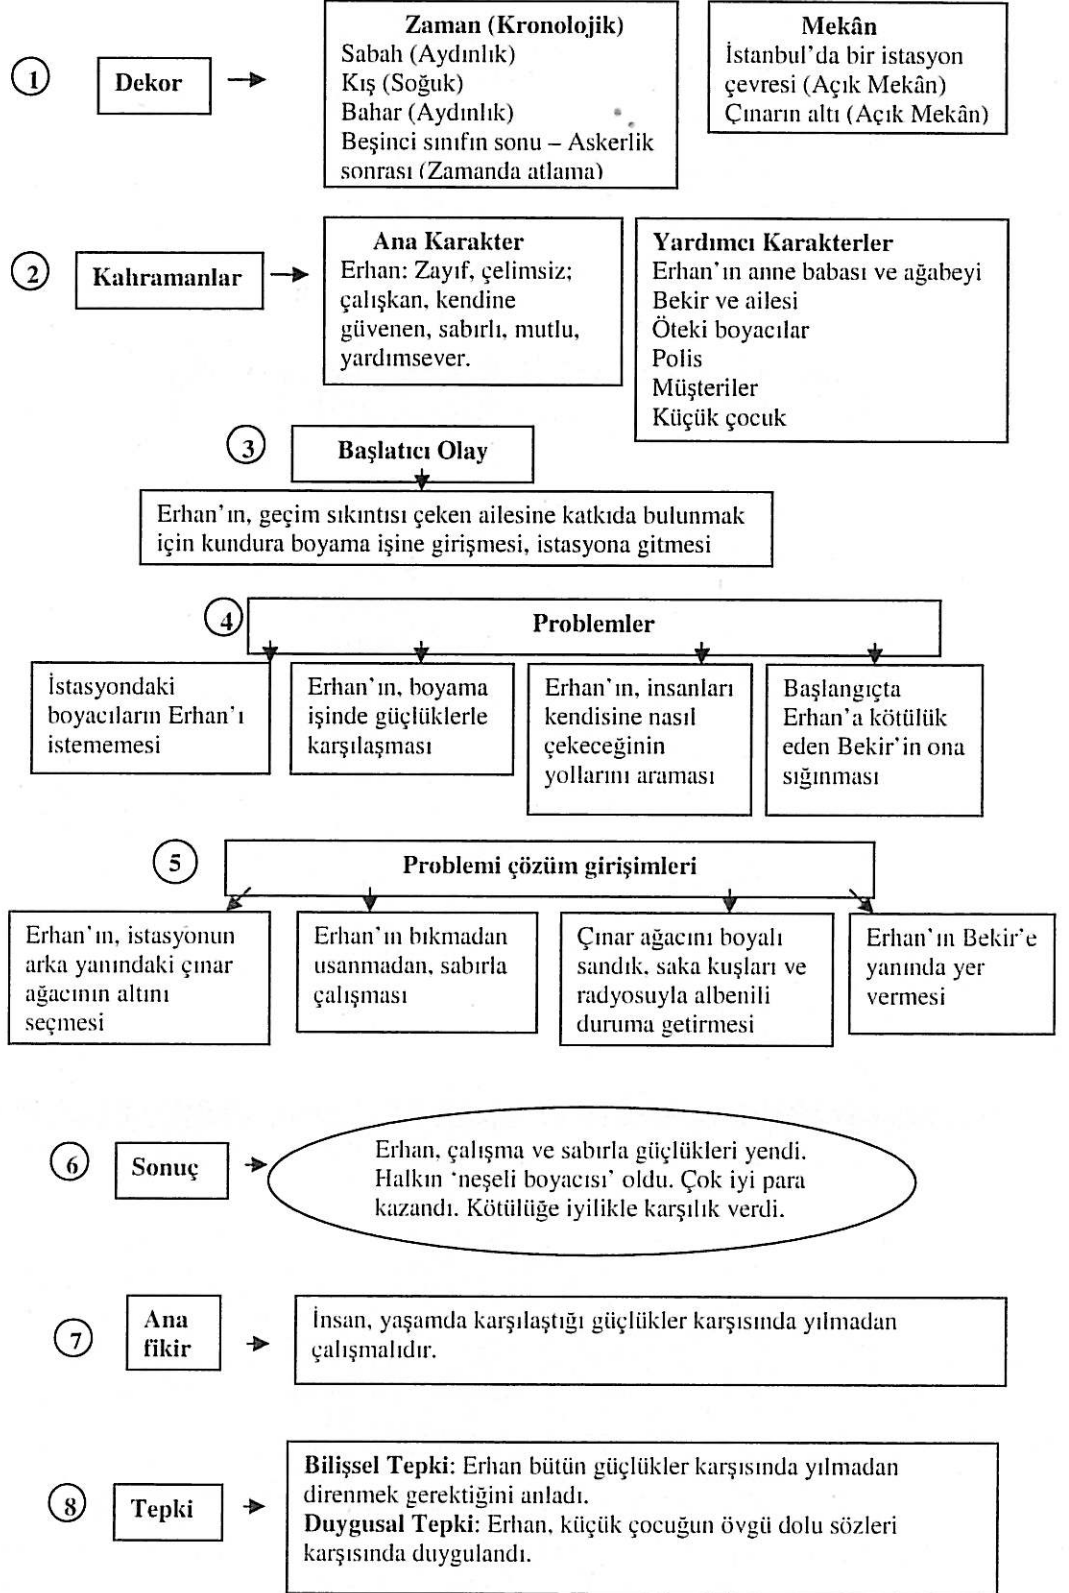 1
Dekor
Zaman (Kronolojik)
Sabah (Aydınlık)
Kış (Soğuk)
Bahar (Aydınlık)
Beşinci sınıfın sonu – Askerlik
sonrası (Zamanda atlama)
Mekân
İstanbul'da bir istasyon
çevresi (Açık Mekân)
Çınarın altı (Açık Mekân)
2
Kahramanlar
Ana Karakter
Erhan: Zayıf, çelimsiz;
çalışkan, kendine
güvenen, sabırlı, mutlu,
yardımsever.
Yardımcı Karakterler
Erhan'ın anne babası ve ağabeyi
Bekir ve ailesi
Öteki boyacılar
Polis
Müşteriler
Küçük çocuk
3
Başlatıcı Olay
Erhan'ın, geçim sıkıntısı çeken ailesine katkıda bulunmak
için kundura boyama işine girişmesi, istasyona gitmesi
4
Problemler
İstasyondaki
boyacıların Erhan'ı
istememesi
Erhan'ın, boyama
işinde güçlüklerle
karşılaşması
Erhan'ın, insanları
kendisine nasıl
çekeceğinin
yollarını araması
Başlangıçta
Erhan'a kötülük
eden Bekir'in ona
sığınması
5
Problemi çözüm girişimleri
Erhan'ın, istasyonun
arka yanındaki çınar
ağacının altını
seçmesi
Erhan'ın bıkmadan
usanmadan, sabırla
çalışması
Çınar ağacını boyalı
sandık, saka kuşları ve
radyosuyla albenili
duruma getirmesi
Erhan'ın Bekir'e
yanında yer
vermesi
6
Sonuç
Erhan, çalışma ve sabırla güçlükleri yendi.
Halkın 'neşeli boyacısı' oldu. Çok iyi para
kazandı. Kötülüğe iyilikle karşılık verdi.
7
Ana
fikir
İnsan, yaşamda karşılaştığı güçlükler karşısında yılmadan
çalışmalıdır.
8
Tepki
Bilişsel Tepki: Erhan bütün güçlükler karşısında yılmadan
direnmek gerektiğini anladı.
Duygusal Tepki: Erhan, küçük çocuğun övgü dolu sözleri
karşısında duygulandı.